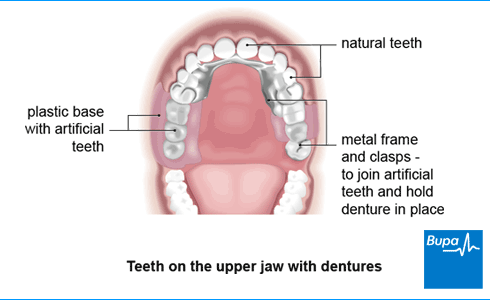 natural teeth
plastic base
with artificial
teeth
metal frame
and clasps -
to join artificial
teeth and hold
denture in place
Teeth on the upper jaw with dentures
Bupa